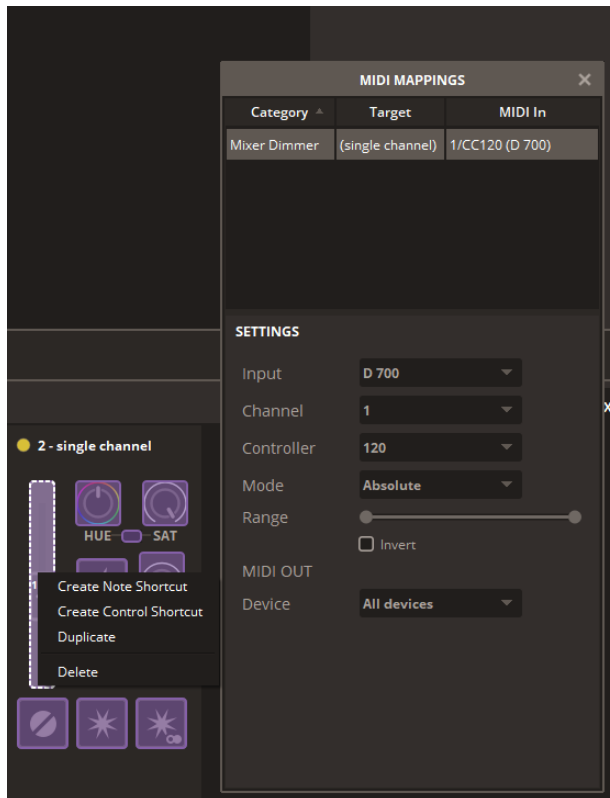 MIDI MAPPINGS
Category Target MIDI In
Mixer Dimmer (single channel) 1/CC120 (D 700)
SETTINGS
Input D 700
Channel 1
Controller 120
Mode Absolute
Range
Invert
MIDI OUT
Device All devices
2 - single channel
HUE SAT
Create Note Shortcut
Create Control Shortcut
Duplicate
Delete